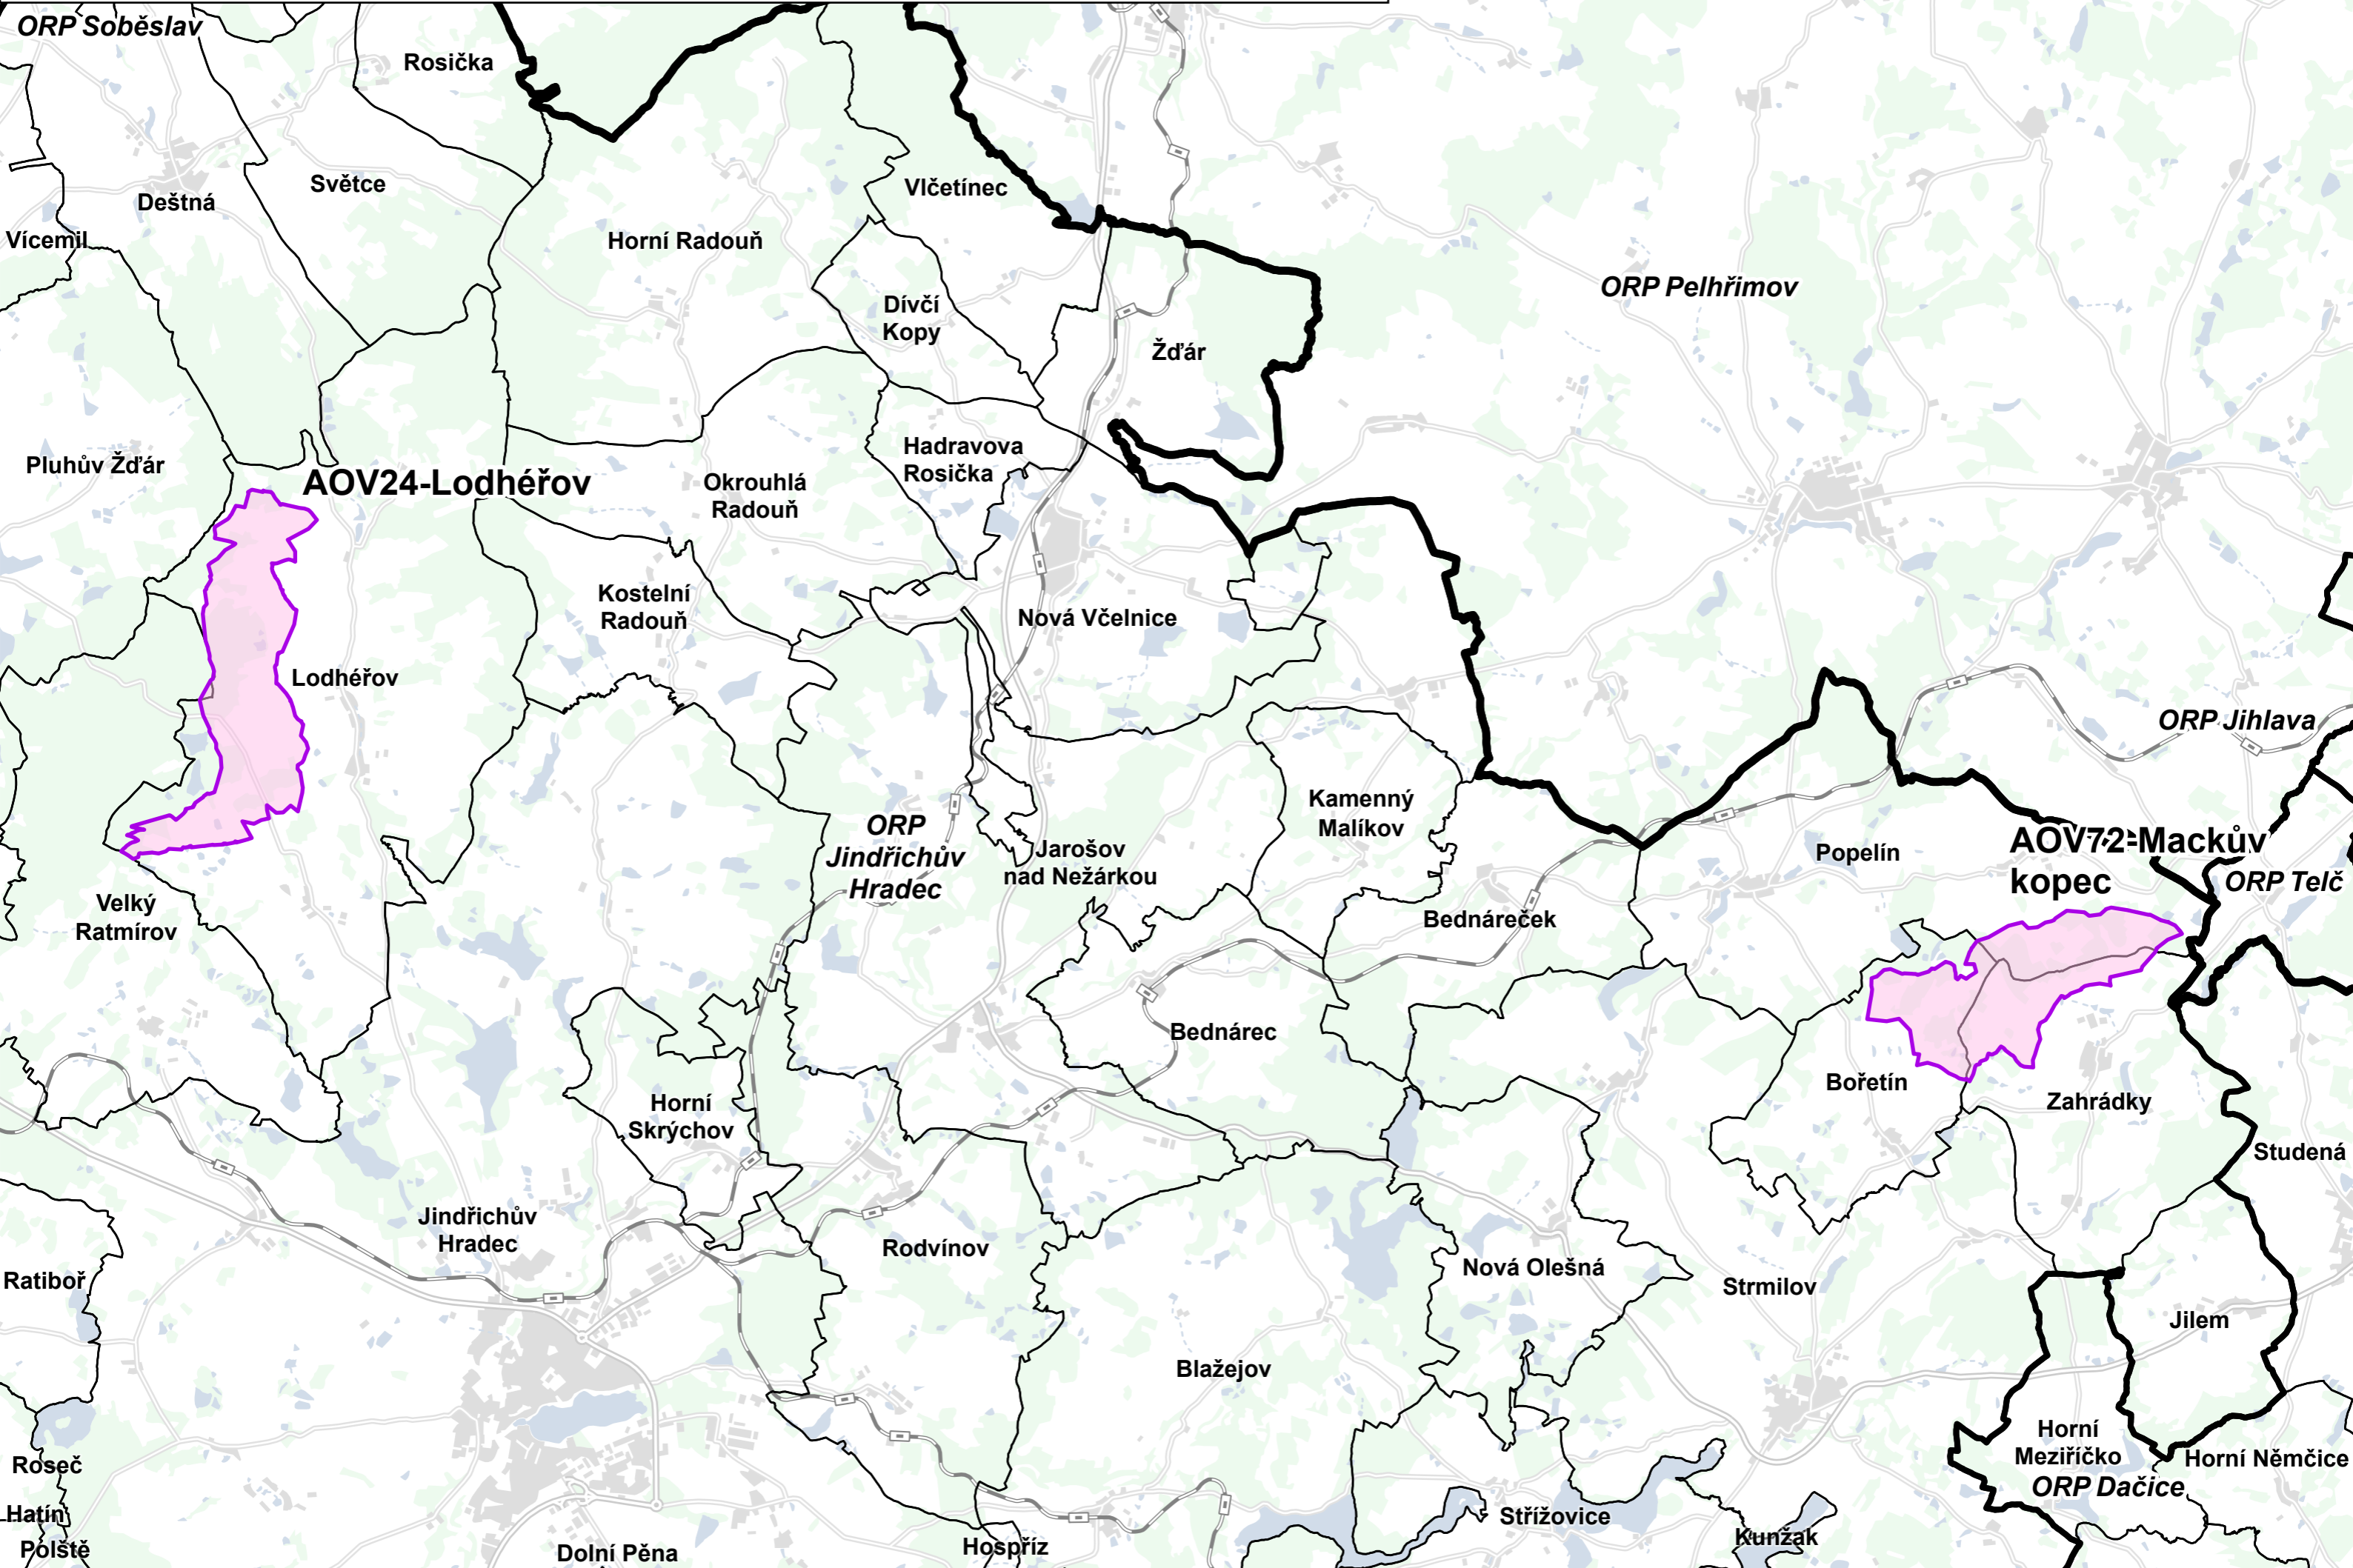 ORP Soběslav
Rosička
Deštná
Světce
Vlčetínec
Vícemil
Horní Radouň
ORP Pelhřimov
Dívčí
Kopy
Žďár
Pluhův Žďár
AOV24-Lodhéřov
Hadravova
Rosička
Okrouhlá
Radouň
Kostelní
Radouň
Nová Včelnice
Lodhéřov
ORP Jihlava
Kamenný
Malíkov
ORP
Jindřichův
Hradec
Jarošov
nad Nežárkou
Popelín
AOV72-Mackův
kopec
ORP Telč
Velký
Ratmírov
Bednáreček
Bednárec
Bořetín
Zahrádky
Horní
Skrýchov
Studená
Jindřichův
Hradec
Rodvínov
Nová Olešná
Strmilov
Ratiboř
Jilem
Blažejov
Horní
Meziříčko
Horní Němčice
Roseč
ORP Dačice
Hatín
Polště
Dolní Pěna
Hospříz
Střížovice
Kunžak